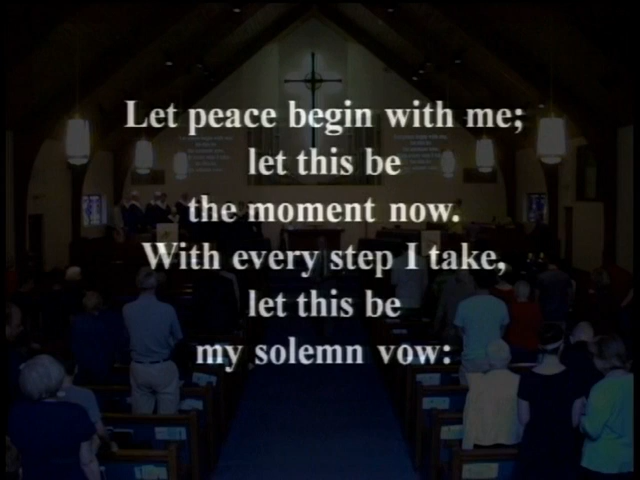 Let peace begin with me;
let this be
the moment now.
With every step I take,
let this be
my solemn vow: